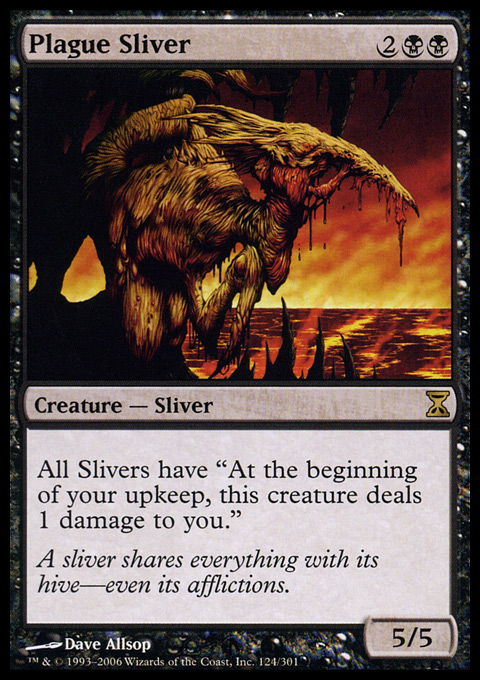 Plague Sliver 2
Creature — Sliver
All Slivers have “At the beginning
of your upkeep, this creature deals
1 damage to you.”
A sliver shares everything with its
hive—even its afflictions.
5/5
Dave Allsop
™ & © 1993–2006 Wizards of the Coast, Inc. 124/301